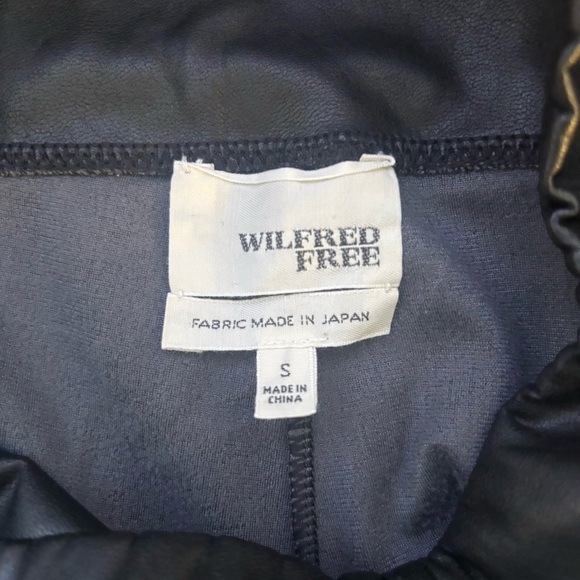 WILFRED
FREE
FABRIC MADE IN JAPAN
S
MADE IN
CHINA